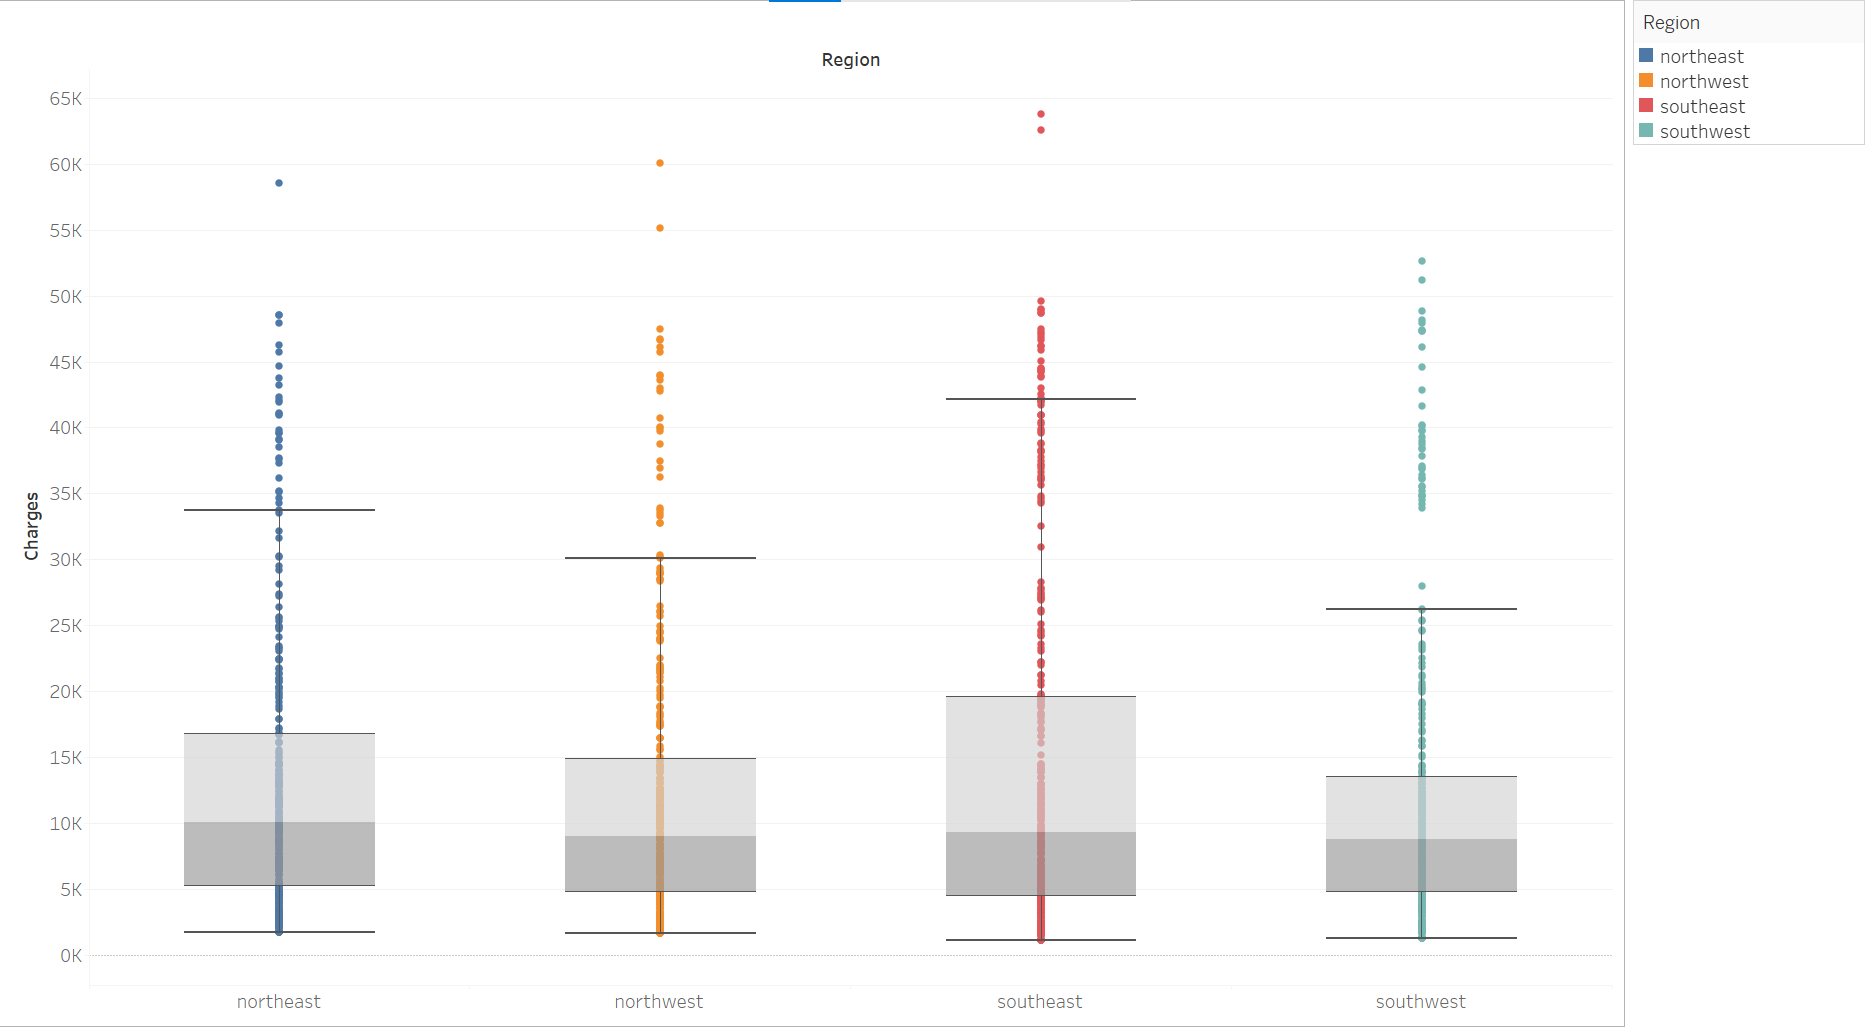 Region
Region
northeast
northwest
southeast
southwest
65K
60K
55K
50K
45K
40K
35K
30K
25K
20K
15K
10K
5K
0K
Charges
northeast
northwest
southeast
southwest